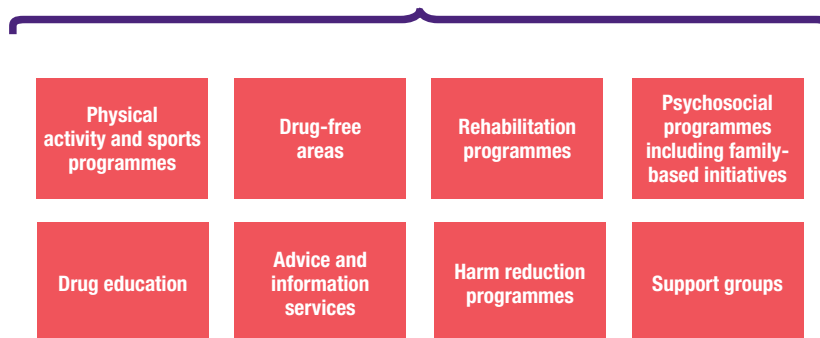 Physical
activity and sports
programmes
Drug-free
areas
Rehabilitation
programmes
Psychosocial
programmes
including family-
based initiatives
Drug education
Advice and
information
services
Harm reduction
programmes
Support groups